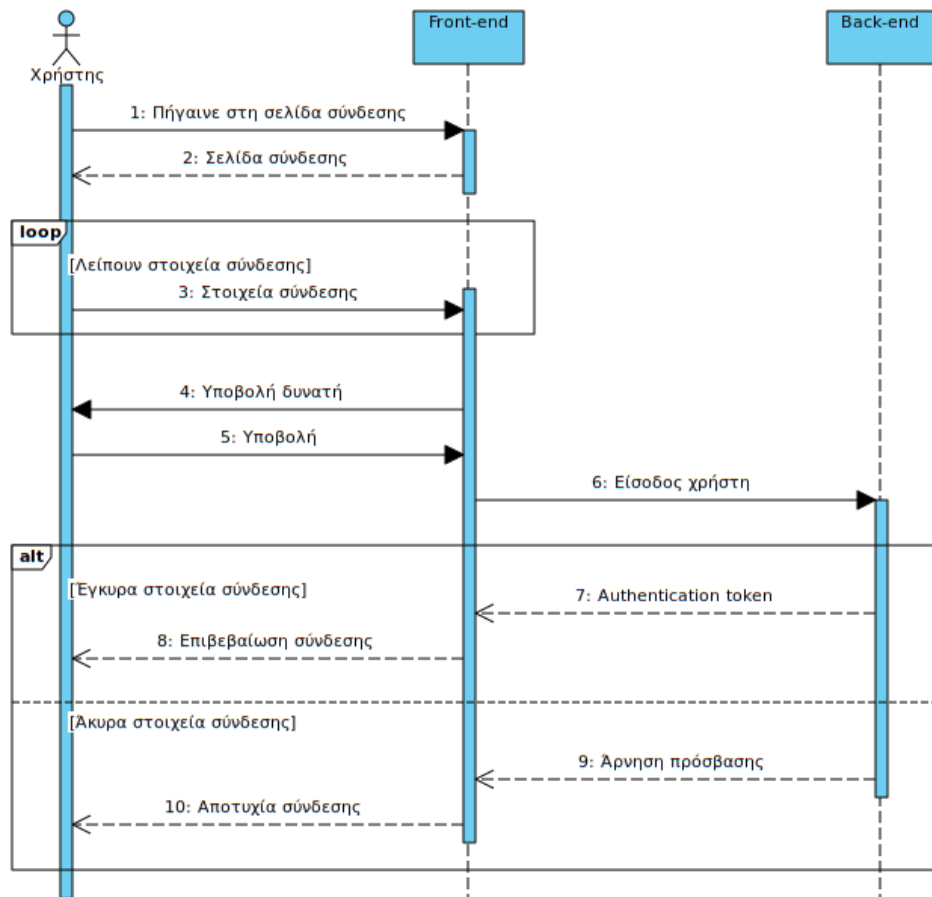 Front-end
Back-end
Χρήστης
1: Πήγαινε στη σελίδα σύνδεσης
2: Σελίδα σύνδεσης
loop
[Λείπουν στοιχεία σύνδεσης]
3: Στοιχεία σύνδεσης
4: Υποβολή δυνατή
5: Υποβολή
6: Είσοδος χρήστη
alt
[Έγκυρα στοιχεία σύνδεσης]
7: Authentication token
8: Επιβεβαίωση σύνδεσης
[Άκυρα στοιχεία σύνδεσης]
9: Άρνηση πρόσβασης
10: Αποτυχία σύνδεσης